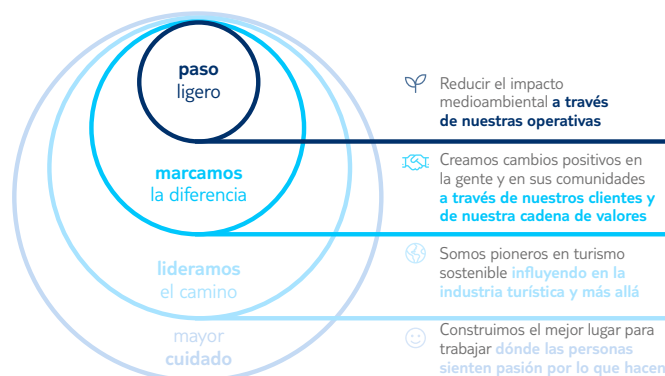 paso
ligero
Reducir el impacto
medioambiental a través
de nuestras operativas
marcamos
la diferencia
Creamos cambios positivos en
la gente y en sus comunidades
a través de nuestros clientes y
de nuestra cadena de valores
lideramos
el camino
Somos pioneros en turismo
sostenible influyendo en la
industria turística y más allá
mayor
cuidado
Construimos el mejor lugar para
trabajar dónde las personas
sienten pasión por lo que hacen